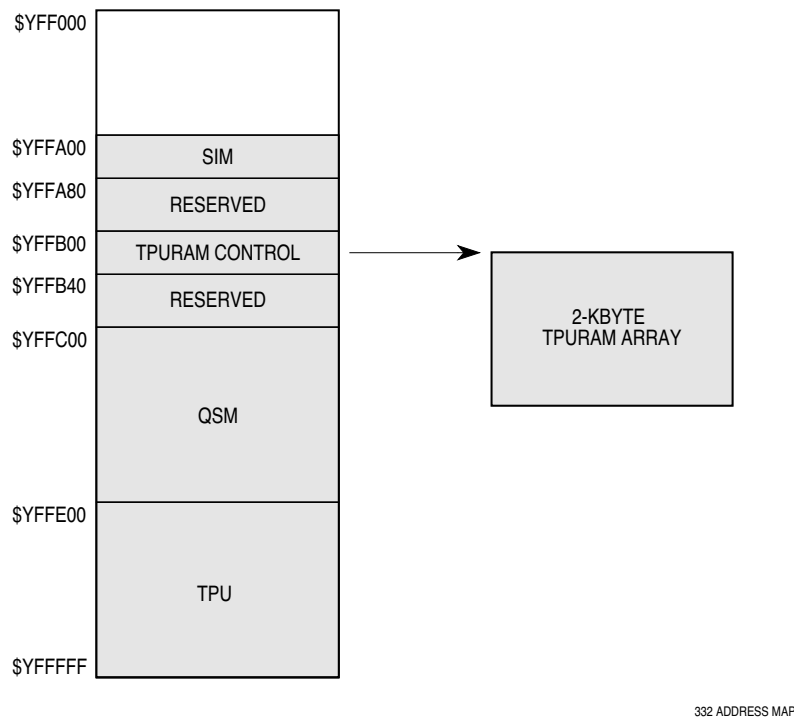 $YFF000
$YFFA00
SIM
$YFFA80
RESERVED
$YFFB00
TPURAM CONTROL
$YFFB40
RESERVED
2-KBYTE
TPURAM ARRAY
$YFFC00
QSM
$YFFE00
TPU
$YFFFFF
332 ADDRESS MAP